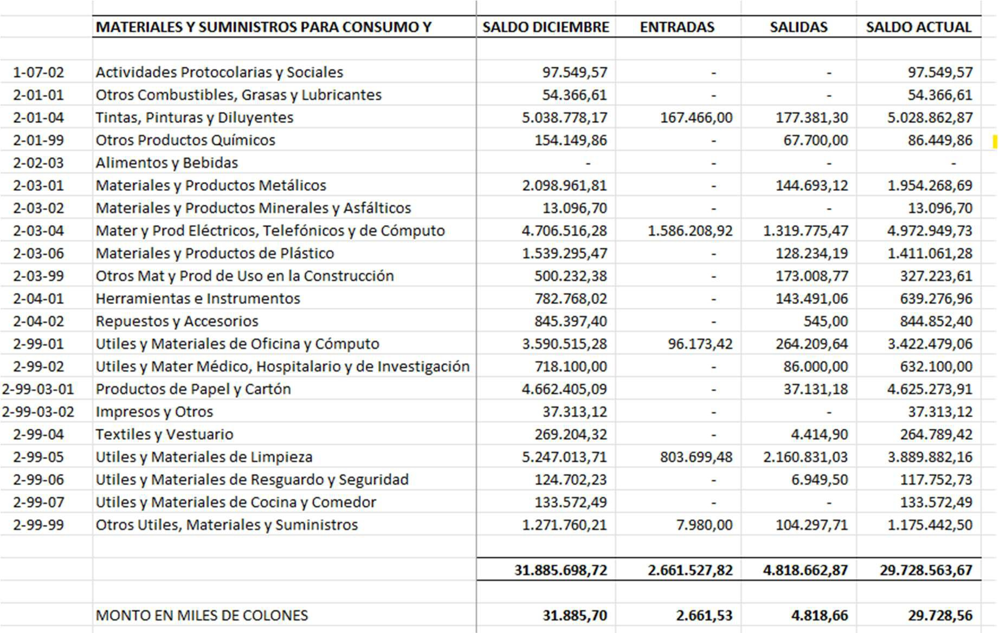 MATERIALES Y SUMINISTROS PARA CONSUMO Y SALDO DICIEMBRE ENTRADAS SALIDAS SALDO ACTUAL
1-07-02 Actividades Protocolarias y Sociales 97.549,57 - - 97.549,57
2-01-01 Otros Combustibles, Grasas y Lubricantes 54.366,61 - - 54.366,61
2-01-04 Tintas, Pinturas y Diluyentes 5.038.778,17 167.466,00 177.381,30 5.028.862,87
2-01-99 Otros Productos Químicos 154.149,86 - 67.700,00 86.449,86
2-02-03 Alimentos y Bebidas - - - -
2-03-01 Materiales y Productos Metálicos 2.098.961,81 - 144.693,12 1.954.268,69
2-03-02 Materiales y Productos Minerales y Asfálticos 13.096,70 - - 13.096,70
2-03-04 Mater y Prod Eléctricos, Telefónicos y de Cómputo 4.706.516,28 1.586.208,92 1.319.775,47 4.972.949,73
2-03-06 Materiales y Productos de Plástico 1.539.295,47 - 128.234,19 1.411.061,28
2-03-99 Otros Mat y Prod de Uso en la Construcción 500.232,38 - 173.008,77 327.223,61
2-04-01 Herramientas e Instrumentos 782.768,02 - 143.491,06 639.276,96
2-04-02 Repuestos y Accesorios 845.397,40 - 545,00 844.852,40
2-99-01 Utiles y Materiales de Oficina y Cómputo 3.590.515,28 96.173,42 264.209,64 3.422.479,06
2-99-02 Utiles y Mater Médico, Hospitalario y de Investigación 718.100,00 - 86.000,00 632.100,00
2-99-03-01 Productos de Papel y Cartón 4.662.405,09 - 37.131,18 4.625.273,91
2-99-03-02 Impresos y Otros 37.313,12 - - 37.313,12
2-99-04 Textiles y Vestuario 269.204,32 - 4.414,90 264.789,42
2-99-05 Utiles y Materiales de Limpieza 5.247.013,71 803.699,48 2.160.831,03 3.889.882,16
2-99-06 Utiles y Materiales de Resguardo y Seguridad 124.702,23 - 6.949,50 117.752,73
2-99-07 Utiles y Materiales de Cocina y Comedor 133.572,49 - - 133.572,49
2-99-99 Otros Utiles, Materiales y Suministros 1.271.760,21 7.980,00 104.297,71 1.175.442,50
31.885.698,72 2.661.527,82 4.818.662,87 29.728.563,67
MONTO EN MILES DE COLONES 31.885,70 2.661,53 4.818,66 29.728,56